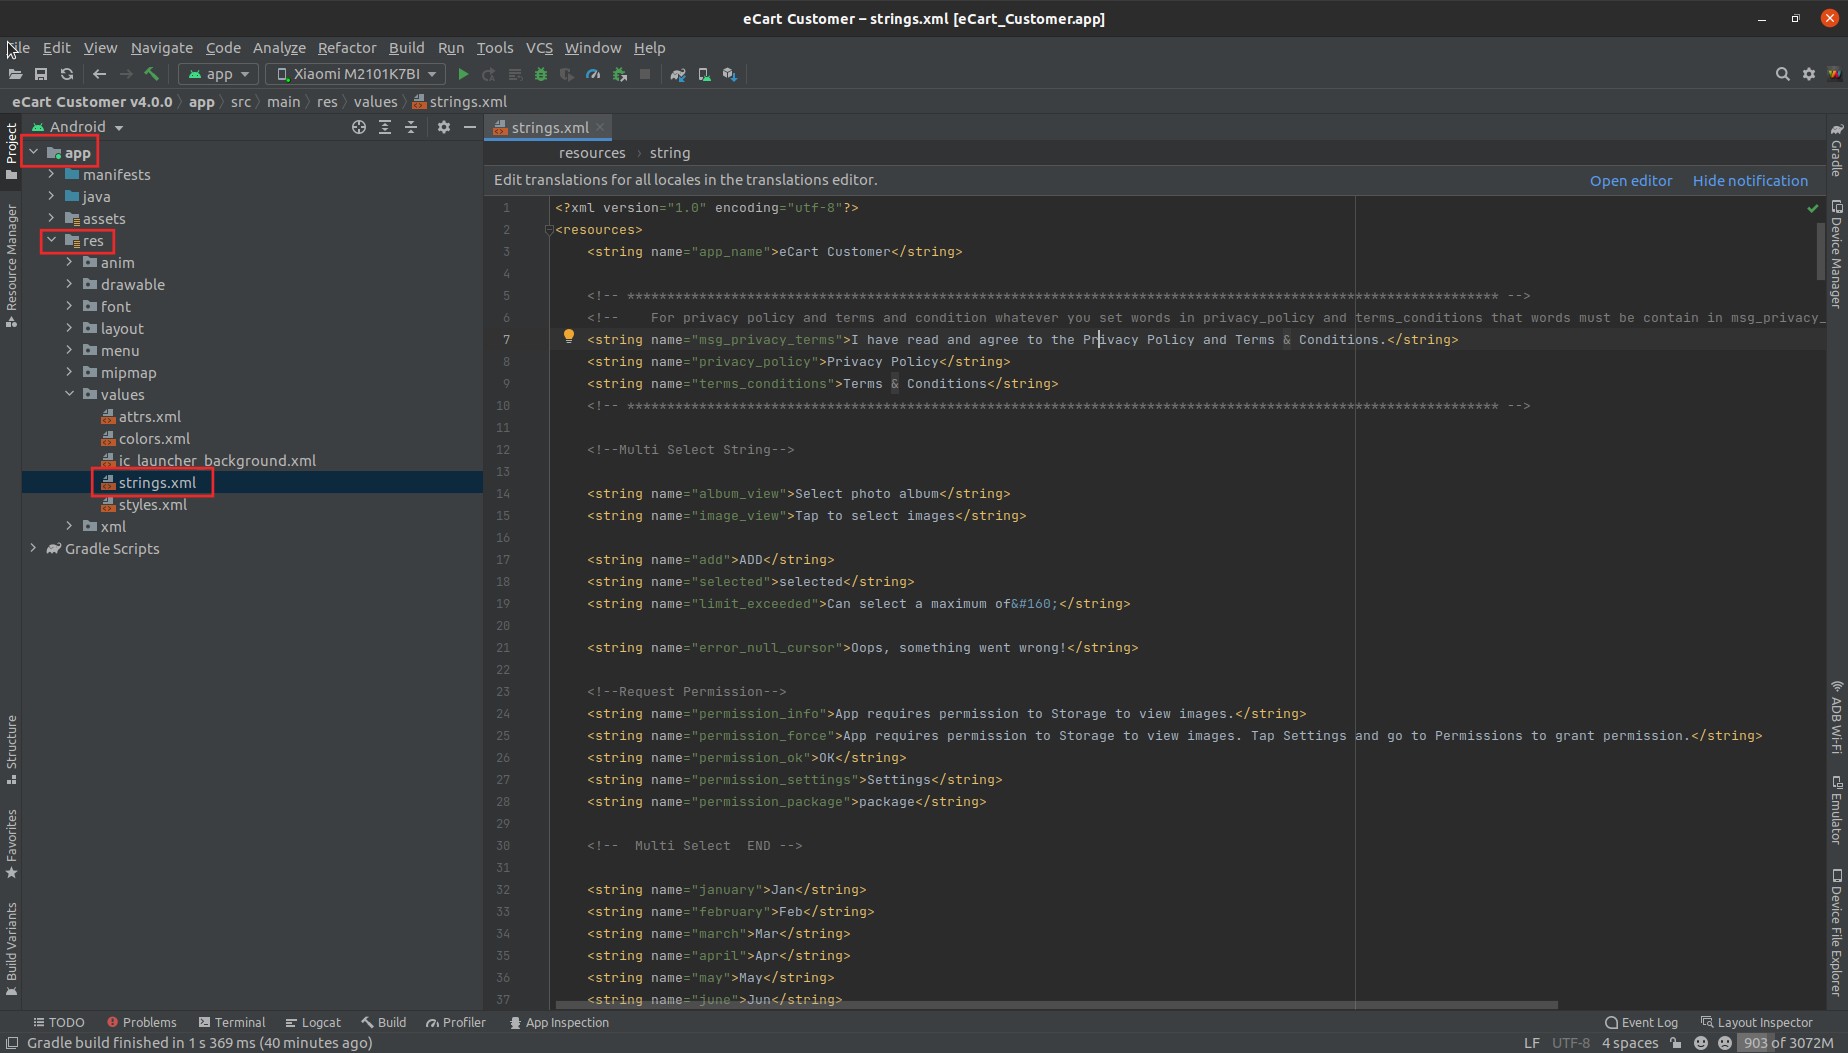 eCart Customer – strings.xml [eCart_Customer.app]
File Edit View Navigate Code Analyze Refactor Build Run Tools VCS Window Help
app Xiaomi M2101K7BI
eCart Customer v4.0.0 app src main res values strings.xml
Android
strings.xml
Project
Resource Manager
Structure
Favorites
Build Variants
app
manifests
java
assets
res
anim
drawable
font
layout
menu
mipmap
values
attrs.xml
colors.xml
ic_launcher_background.xml
strings.xml
styles.xml
xml
Gradle Scripts
resources › string
Edit translations for all locales in the translations editor. Open editor Hide notification
1 <?xml version="1.0" encoding="utf-8"?>
2 <resources>
3 <string name="app_name">eCart Customer</string>
4
5 <!-- ************************************************************************************************************* -->
6 <!-- For privacy policy and terms and condition whatever you set words in privacy_policy and terms_conditions that words must be contain in msg_privacy_
7 <string name="msg_privacy_terms">I have read and agree to the Privacy Policy and Terms & Conditions.</string>
8 <string name="privacy_policy">Privacy Policy</string>
9 <string name="terms_conditions">Terms & Conditions</string>
10 <!-- ************************************************************************************************************* -->
11
12 <!--Multi Select String-->
13
14 <string name="album_view">Select photo album</string>
15 <string name="image_view">Tap to select images</string>
16
17 <string name="add">ADD</string>
18 <string name="selected">selected</string>
19 <string name="limit_exceeded">Can select a maximum of&#160;</string>
20
21 <string name="error_null_cursor">Oops, something went wrong!</string>
22
23 <!--Request Permission-->
24 <string name="permission_info">App requires permission to Storage to view images.</string>
25 <string name="permission_force">App requires permission to Storage to view images. Tap Settings and go to Permissions to grant permission.</string>
26 <string name="permission_ok">OK</string>
27 <string name="permission_settings">Settings</string>
28 <string name="permission_package">package</string>
29
30 <!-- Multi Select END -->
31
32 <string name="january">Jan</string>
33 <string name="february">Feb</string>
34 <string name="march">Mar</string>
35 <string name="april">Apr</string>
36 <string name="may">May</string>
37 <string name="june">Jun</string>
Gradle
Device Manager
ADB Wi-Fi
Emulator
Device File Explorer
TODO Problems Terminal Logcat Build Profiler App Inspection Event Log Layout Inspector
Gradle build finished in 1 s 369 ms (40 minutes ago) LF UTF-8 4 spaces 903 of 3072M